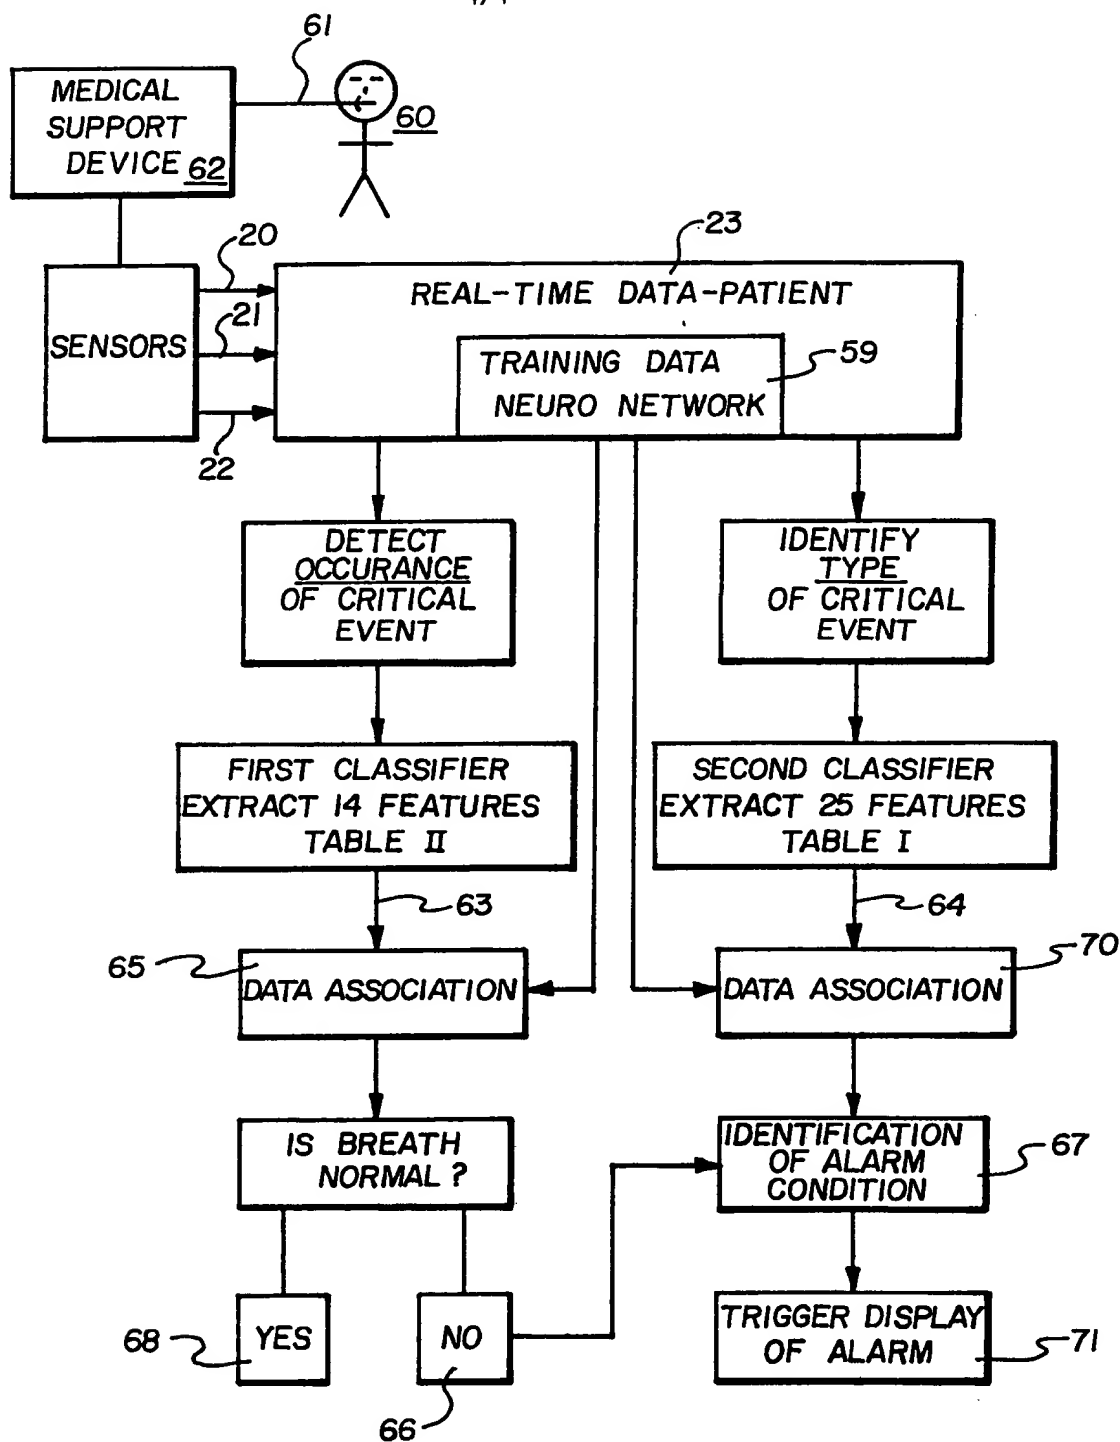 61
MEDICAL
SUPPORT
DEVICE 62
60
20
21
22
SENSORS
23
REAL-TIME DATA-PATIENT
TRAINING DATA
NEURO NETWORK
59
DETECT
OCCURANCE
OF CRITICAL
EVENT
IDENTIFY
TYPE
OF CRITICAL
EVENT
FIRST CLASSIFIER
EXTRACT 14 FEATURES
TABLE II
SECOND CLASSIFIER
EXTRACT 25 FEATURES
TABLE I
63
64
65
DATA ASSOCIATION
DATA ASSOCIATION
70
IS BREATH
NORMAL?
IDENTIFICATION
OF ALARM
CONDITION
67
68
YES
NO
66
TRIGGER DISPLAY
OF ALARM
71